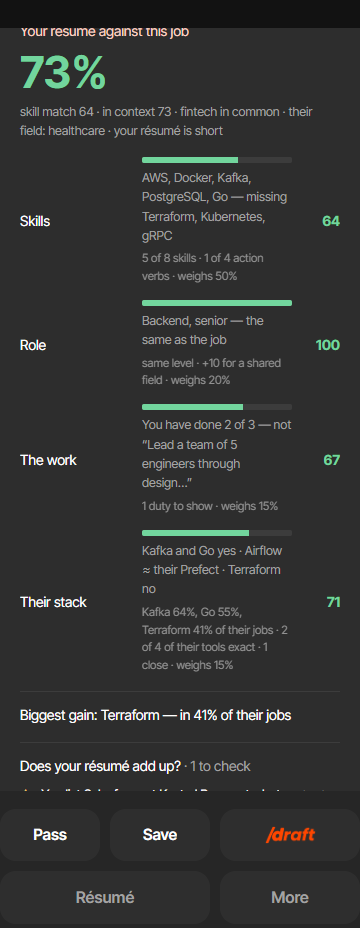 Your résumé against this job
73%
skill match 64 · in context 73 · fintech in common · their
field: healthcare · your résumé is short
Skills
AWS, Docker, Kafka,
PostgreSQL, Go — missing
Terraform, Kubernetes,
gRPC
5 of 8 skills · 1 of 4 action
verbs · weighs 50%
64
Role
Backend, senior — the
same as the job
same level · +10 for a shared
field · weighs 20%
100
The work
You have done 2 of 3 — not
“Lead a team of 5
engineers through
design…”
1 duty to show · weighs 15%
67
Their stack
Kafka and Go yes · Airflow
≈ their Prefect · Terraform
no
Kafka 64%, Go 55%,
Terraform 41% of their jobs · 2
of 4 of their tools exact · 1
close · weighs 15%
71
Biggest gain: Terraform — in 41% of their jobs
Does your résumé add up? · 1 to check
Pass
Save
/draft
Résumé
More